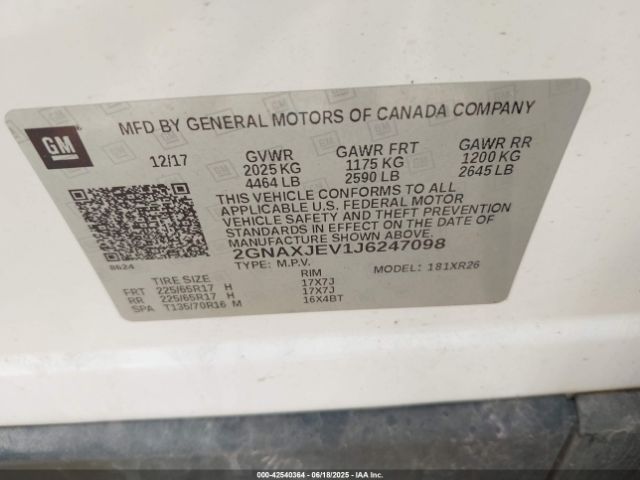 GM
MFD BY GENERAL MOTORS OF CANADA COMPANY
12/17 GVWR GAWR FRT GAWR RR
2025 KG 1175 KG 1200 KG
4464 LB 2590 LB 2645 LB
THIS VEHICLE CONFORMS TO ALL
APPLICABLE U.S. FEDERAL MOTOR
VEHICLE SAFETY AND THEFT PREVENTION
STANDARDS IN EFFECT ON THE DATE OF
MANUFACTURE SHOWN ABOVE.
2GNAXJEV1J6247098
TYPE: M.P.V. MODEL: 181XR26
8624
TIRE SIZE RIM
FRT 225/65R17 H 17X7J
RR 225/65R17 H 17X7J
SPA T135/70R16 M 16X4BT
000-42540364 | 06/18/2025 | IAA Inc.